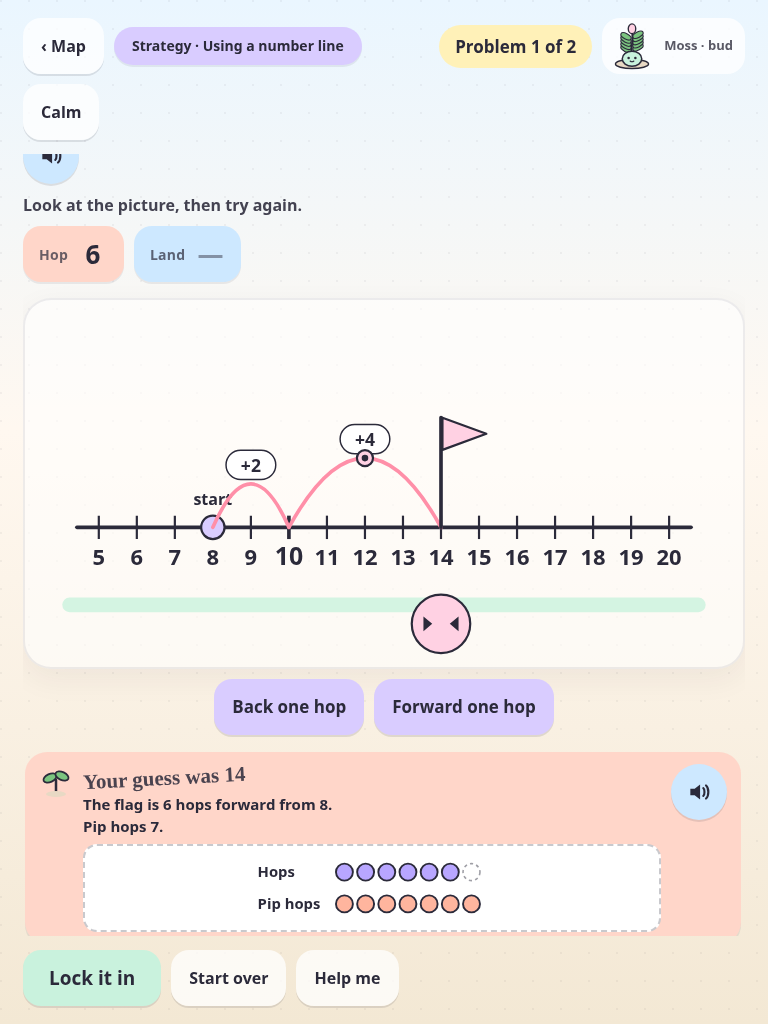 ‹ Map
Strategy · Using a number line
Problem 1 of 2
Moss · bud
Calm
Look at the picture, then try again.
Hop 6
Land —
+4
+2
start
5 6 7 8 9 10 11 12 13 14 15 16 17 18 19 20
Back one hop
Forward one hop
Your guess was 14
The flag is 6 hops forward from 8.
Pip hops 7.
Hops
Pip hops
Lock it in
Start over
Help me